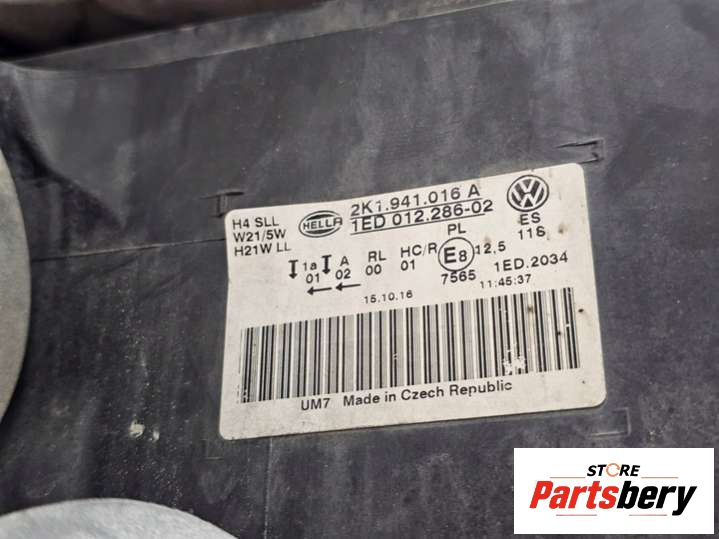 H4 SLL
W21/5W
H21W LL
HELLA
2K1.941.016 A
1ED 012.286-02
ES
11S
1a
01
A
02
RL
00
HC/R
01
PL
E8
12,5
7565
1ED.2034
15.10.16
11:45:37
UM7 Made in Czech Republic
STORE
Partsbery